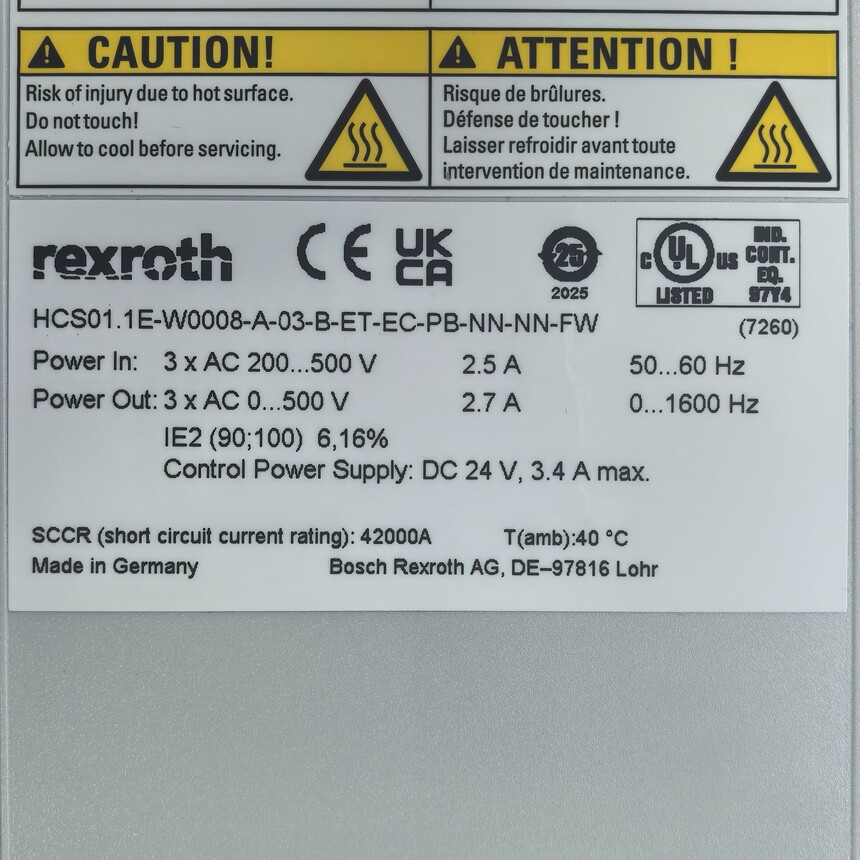 CAUTION!
Risk of injury due to hot surface.
Do not touch!
Allow to cool before servicing.
ATTENTION !
Risque de brûlures.
Défense de toucher !
Laisser refroidir avant toute
intervention de maintenance.
rexroth
CE
UK
CA
25
2025
C UL US
LISTED
IND.
CONT.
EQ.
97Y4
HCS01.1E-W0008-A-03-B-ET-EC-PB-NN-NN-FW
(7260)
Power In: 3 x AC 200...500 V 2.5 A 50...60 Hz
Power Out: 3 x AC 0...500 V 2.7 A 0...1600 Hz
IE2 (90;100) 6,16%
Control Power Supply: DC 24 V, 3.4 A max.
SCCR (short circuit current rating): 42000A T(amb):40 °C
Made in Germany Bosch Rexroth AG, DE–97816 Lohr